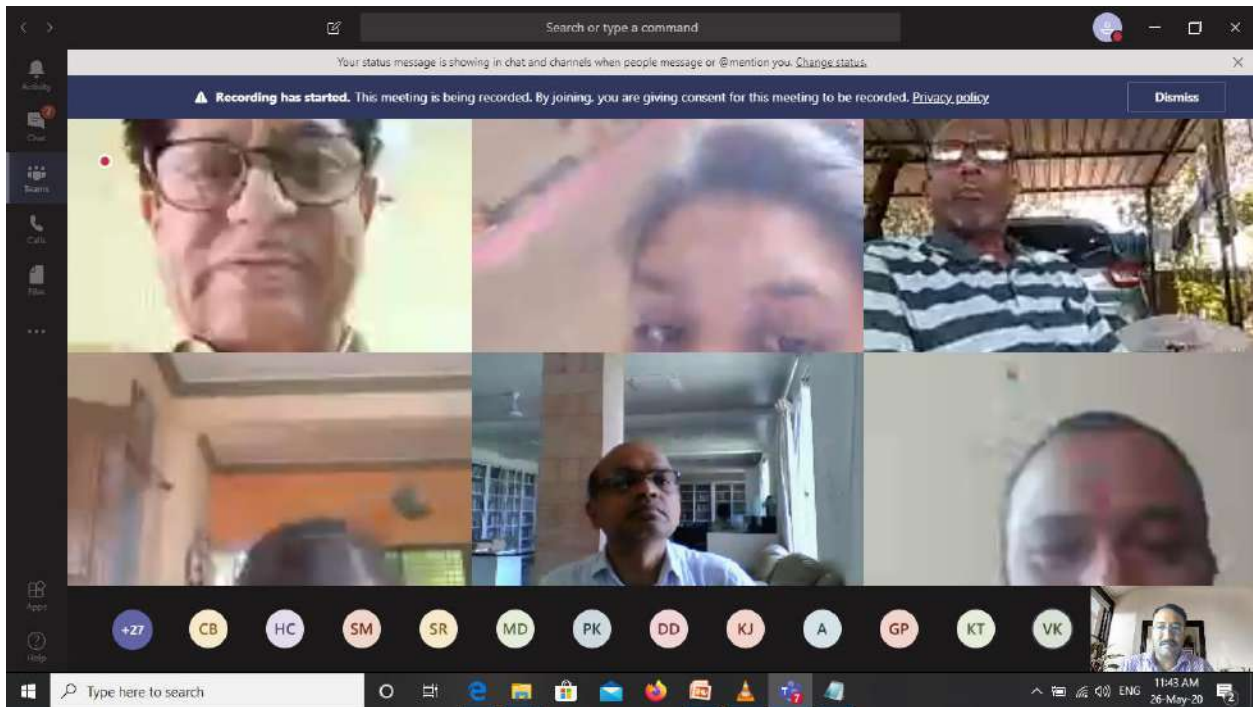 Search or type a command
Your status message is showing in chat and channels when people message or @mention you. Change status.
Recording has started. This meeting is being recorded. By joining, you are giving consent for this meeting to be recorded. Privacy policy
Dismiss
Activity
Chat
Teams
Calls
Files
Apps
Help
+27 CB HC SM SR MD PK DD KJ A GP KT VK
Type here to search
ENG
11:43 AM
26-May-20
2